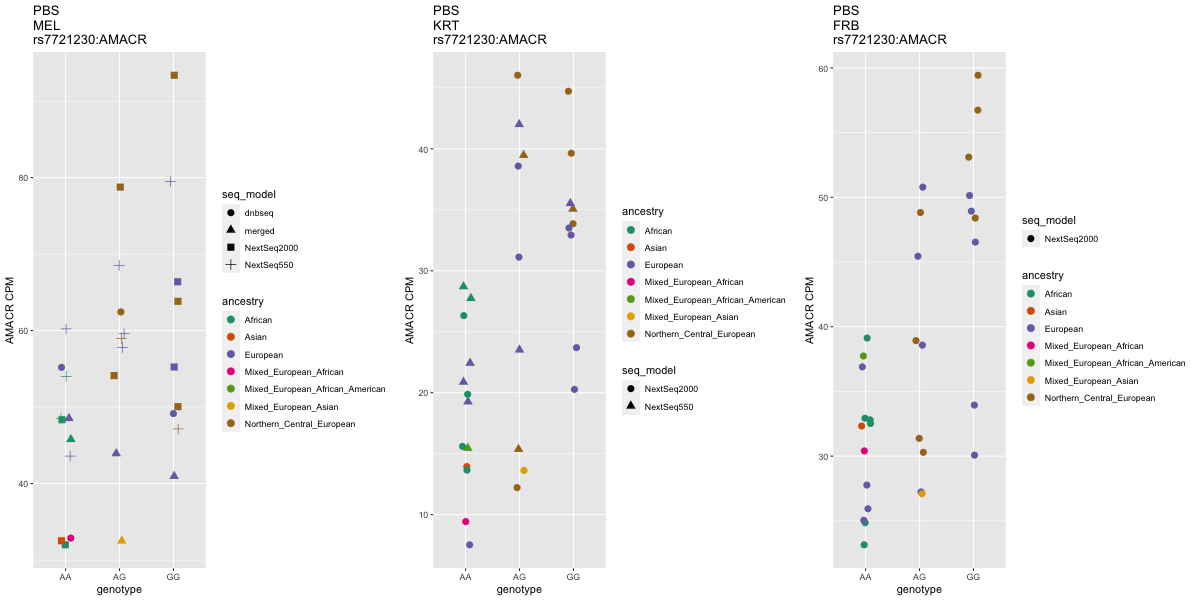 PBS
MEL
rs7721230:AMACR
80
60
40
AMACR CPM
AA
AG
GG
genotype
seq_model
dnbseq
merged
NextSeq2000
NextSeq550
ancestry
African
Asian
European
Mixed_European_African
Mixed_European_African_American
Mixed_European_Asian
Northern_Central_European
PBS
KRT
rs7721230:AMACR
40
30
20
10
AMACR CPM
AA
AG
GG
genotype
ancestry
African
Asian
European
Mixed_European_African
Mixed_European_African_American
Mixed_European_Asian
Northern_Central_European
seq_model
NextSeq2000
NextSeq550
PBS
FRB
rs7721230:AMACR
60
50
40
30
AMACR CPM
AA
AG
GG
genotype
seq_model
NextSeq2000
ancestry
African
Asian
European
Mixed_European_African
Mixed_European_African_American
Mixed_European_Asian
Northern_Central_European